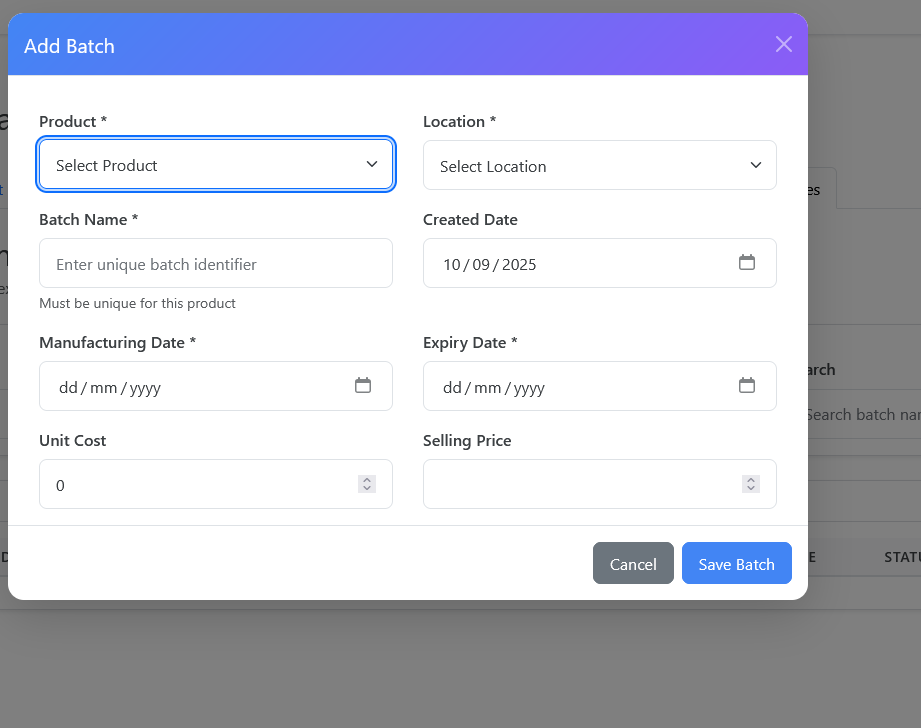 Add Batch
Product *
Location *
Select Product
Select Location
Batch Name *
Created Date
Enter unique batch identifier
10/09/2025
Must be unique for this product
Manufacturing Date *
Expiry Date *
dd/mm/yyyy
dd/mm/yyyy
Unit Cost
Selling Price
0
Cancel
Save Batch
es
arch
Search batch nar
D
E
STATU